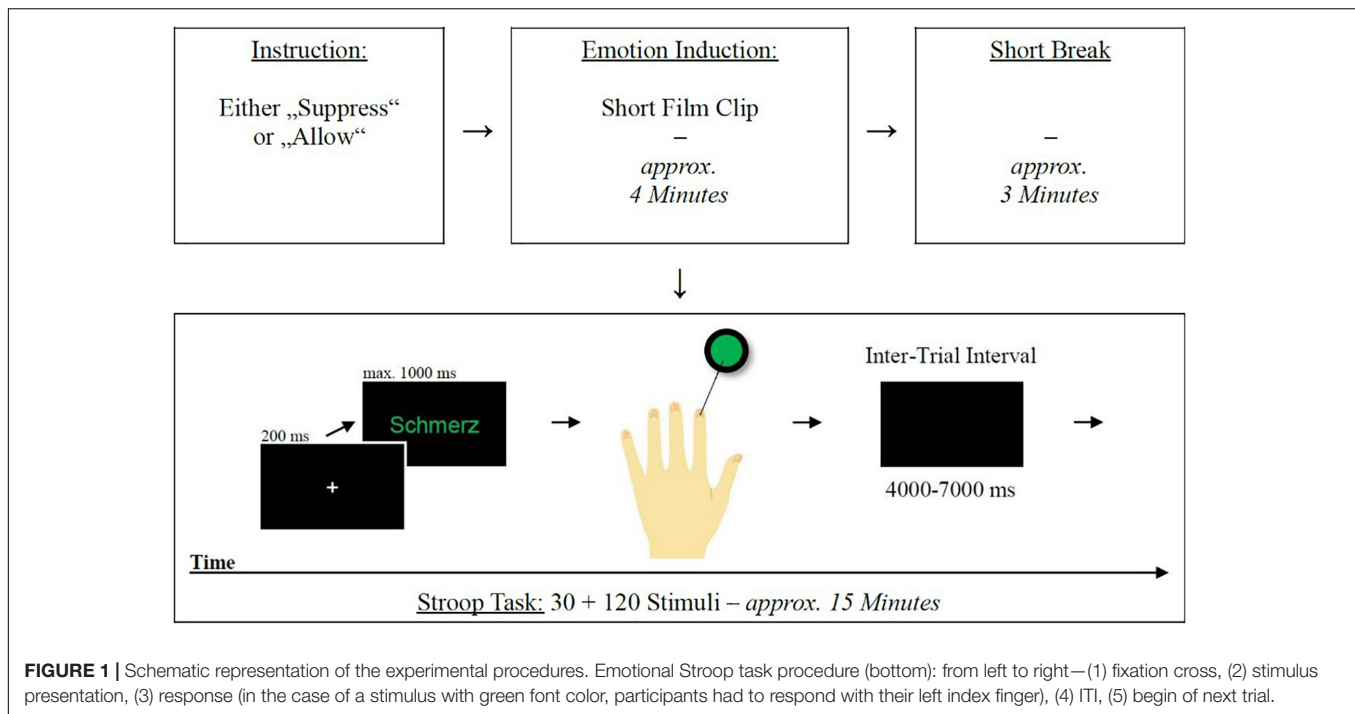 Instruction:
Either „Suppress“
or „Allow“
→
Emotion Induction:
Short Film Clip
–
approx.
4 Minutes
→
Short Break
–
approx.
3 Minutes
↓
200 ms
+
max. 1000 ms
Schmerz
Inter-Trial Interval
4000-7000 ms
Time
Stroop Task: 30 + 120 Stimuli – approx. 15 Minutes
FIGURE 1 | Schematic representation of the experimental procedures. Emotional Stroop task procedure (bottom): from left to right—(1) fixation cross, (2) stimulus
presentation, (3) response (in the case of a stimulus with green font color, participants had to respond with their left index finger), (4) ITI, (5) begin of next trial.